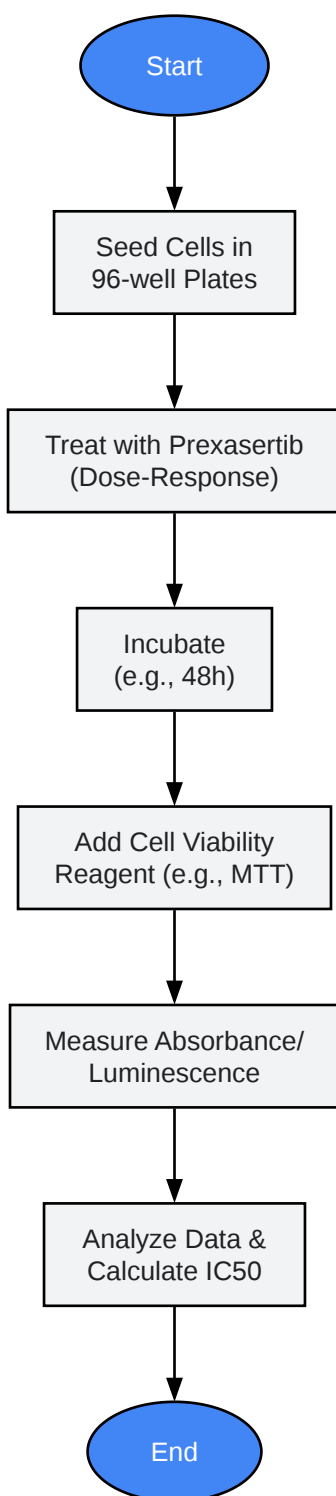 Start
Seed Cells in
96-well Plates
Treat with Prexasertib
(Dose-Response)
Incubate
(e.g., 48h)
Add Cell Viability
Reagent (e.g., MTT)
Measure Absorbance/
Luminescence
Analyze Data &
Calculate IC50
End